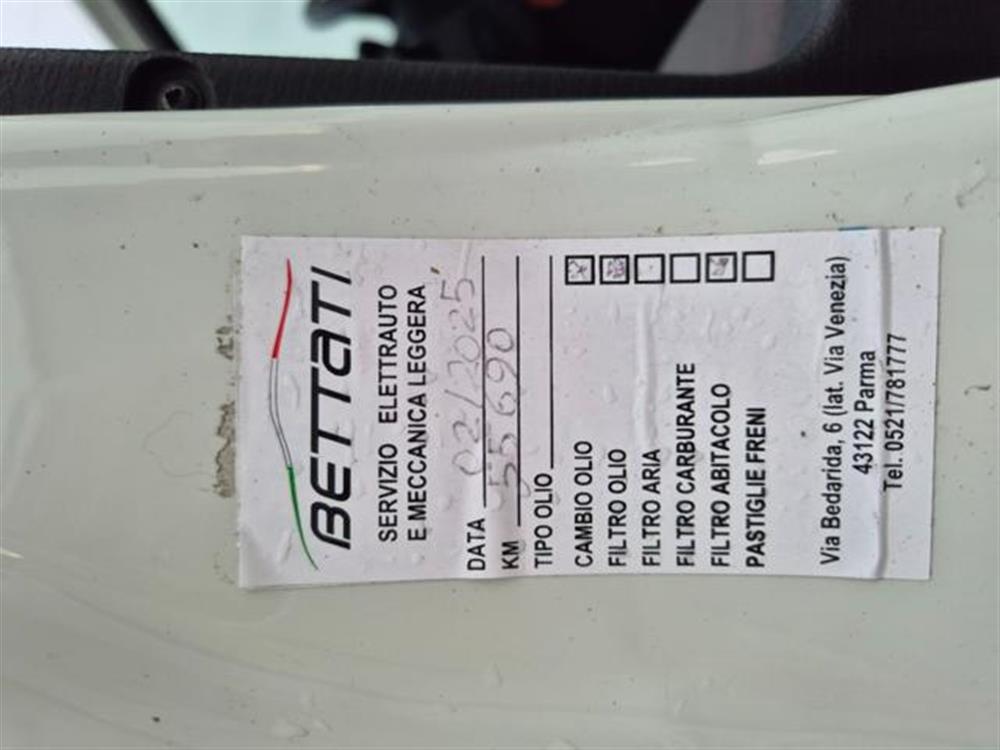 BETTATI
SERVIZIO ELETTRAUTO
E MECCANICA LEGGERA
DATA 02/2025
KM 55690
TIPO OLIO
CAMBIO OLIO
FILTRO OLIO
FILTRO ARIA
FILTRO CARBURANTE
FILTRO ABITACOLO
PASTIGLIE FRENI
Via Bedarida, 6 (lat. Via Venezia)
43122 Parma
Tel. 0521/781777